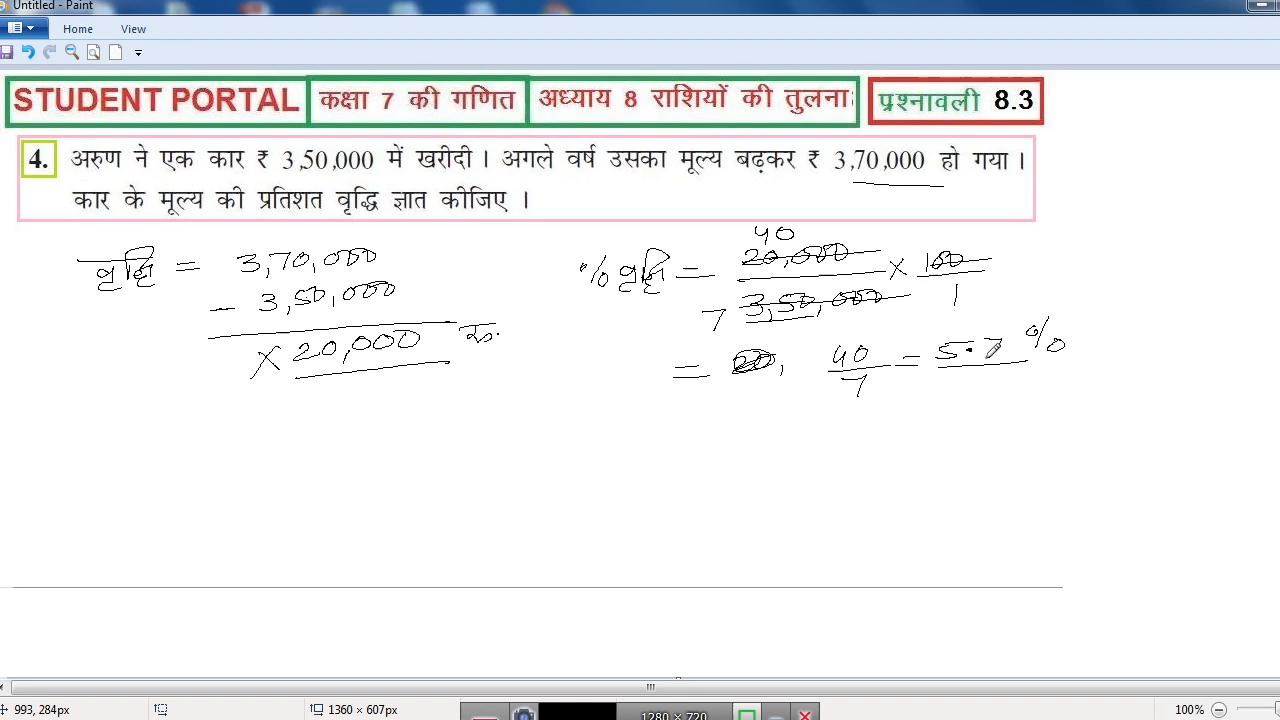 Untitled - Paint
Home View
STUDENT PORTAL कक्षा 7 की गणित अध्याय 8 राशियों की तुलना प्रश्नावली 8.3
4. अरुण ने एक कार ₹ 3,50,000 में खरीदी। अगले वर्ष उसका मूल्य बढ़कर ₹ 3,70,000 हो गया।
कार के मूल्य की प्रतिशत वृद्धि ज्ञात कीजिए।
वृद्धि = 3,70,000
- 3,50,000
× 20,000 रु.
40
% वृद्धि = 20,000 × 100
7 3,50,000 1
= 20, 40 = 5.7 %
7
993, 284px 1360 × 607px 1280 × 720 100%